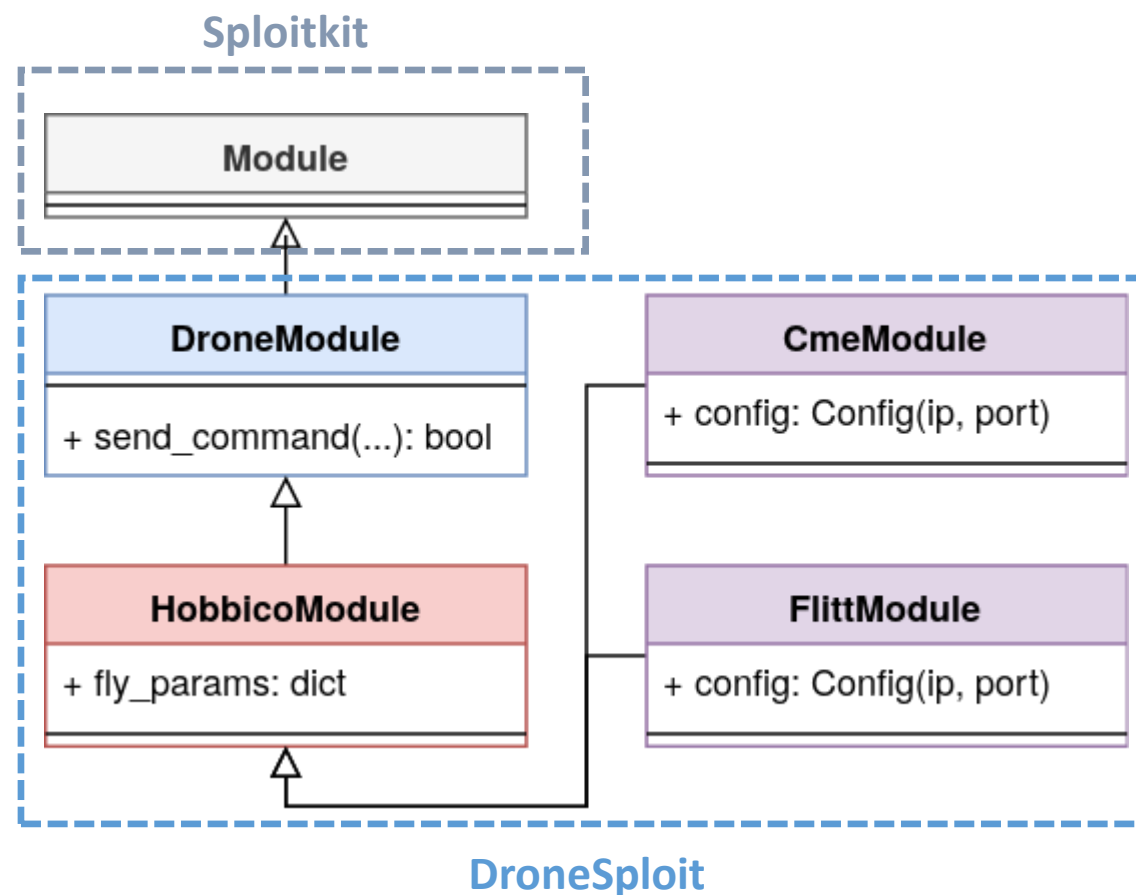 Sploitkit
Module
DroneModule
+ send_command(...): bool
CmeModule
+ config: Config(ip, port)
HobbicoModule
+ fly_params: dict
FlittModule
+ config: Config(ip, port)
DroneSploit